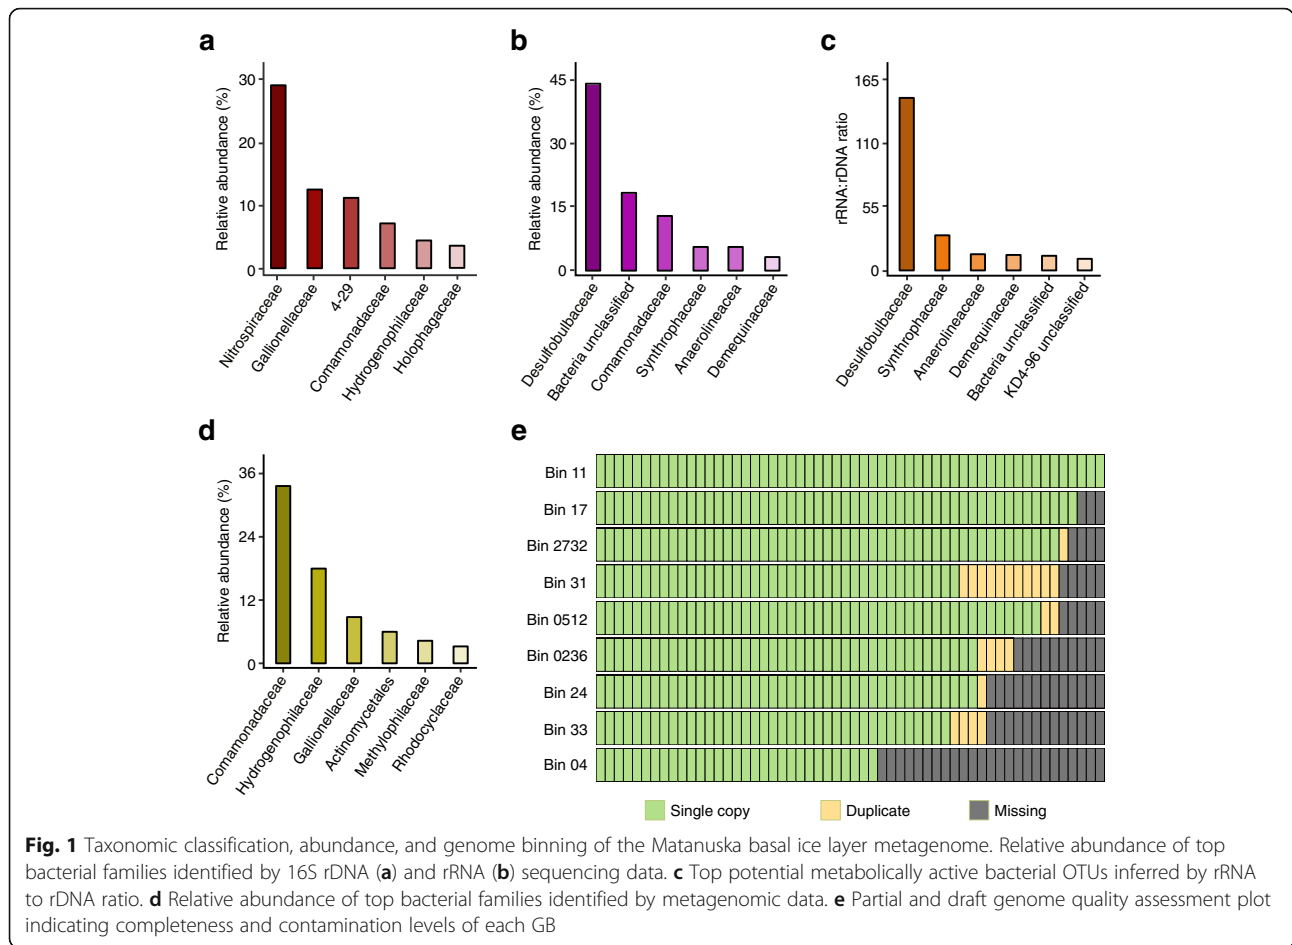 a
Relative abundance (%)
30
20
10
0
Nitrospiraceae
Gallionellaceae
4-29
Comamonadaceae
Hydrogenophilaceae
Holophagaceae
b
Relative abundance (%)
45
30
15
0
Desulfobulbaceae
Bacteria unclassified
Comamonadaceae
Synthrophaceae
Anaerolineacea
Demequinaceae
c
rRNA:rDNA ratio
165
110
55
0
Desulfobulbaceae
Synthrophaceae
Anaerolineaceae
Demequinaceae
Bacteria unclassified
KD4-96 unclassified
d
Relative abundance (%)
36
24
12
0
Comamonadaceae
Hydrogenophilaceae
Gallionellaceae
Actinomycetales
Methylophilaceae
Rhodocyclaceae
e
Bin 11
Bin 17
Bin 2732
Bin 31
Bin 0512
Bin 0236
Bin 24
Bin 33
Bin 04
Single copy
Duplicate
Missing
Fig. 1 Taxonomic classification, abundance, and genome binning of the Matanuska basal ice layer metagenome. Relative abundance of top
bacterial families identified by 16S rDNA (a) and rRNA (b) sequencing data. c Top potential metabolically active bacterial OTUs inferred by rRNA
to rDNA ratio. d Relative abundance of top bacterial families identified by metagenomic data. e Partial and draft genome quality assessment plot
indicating completeness and contamination levels of each GB